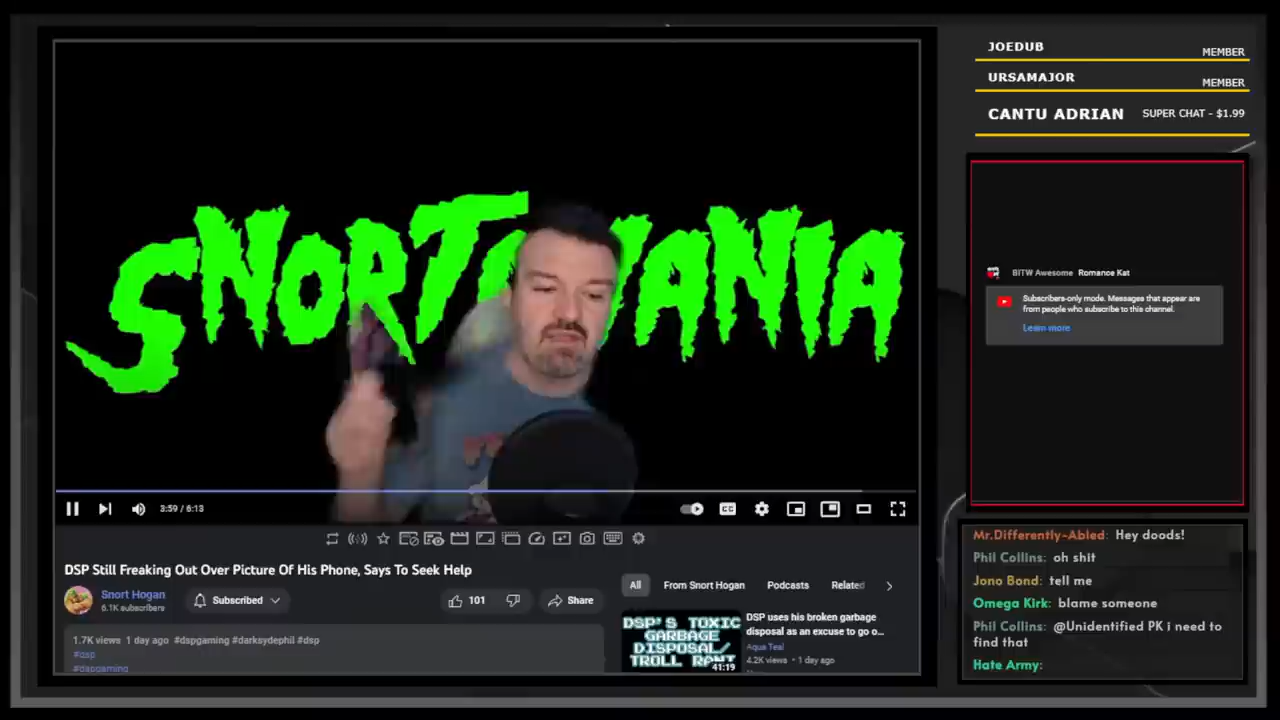 JOEDUB MEMBER
URSAMAJOR MEMBER
CANTU ADRIAN SUPER CHAT - $1.99
BITW Awesome Romance Kat
Subscribers-only mode. Messages that appear are
from people who subscribe to this channel.
Learn more
3:59 / 6:13
DSP Still Freaking Out Over Picture Of His Phone, Says To Seek Help
Snort Hogan
6.1K subscribers
Subscribed
101
Share
1.7K views 1 day ago #dspgaming #darksydephil #dsp
#dsp
#dspgaming
All From Snort Hogan Podcasts Related
DSP'S TOXIC
GARBAGE
DISPOSAL/
TROLL RANT
41:19
DSP uses his broken garbage
disposal as an excuse to go o...
Aqua Teal
4.2K views • 1 day ago
Mr.Differently-Abled: Hey doods!
Phil Collins: oh shit
Jono Bond: tell me
Omega Kirk: blame someone
Phil Collins: @Unidentified PK i need to
find that
Hate Army: